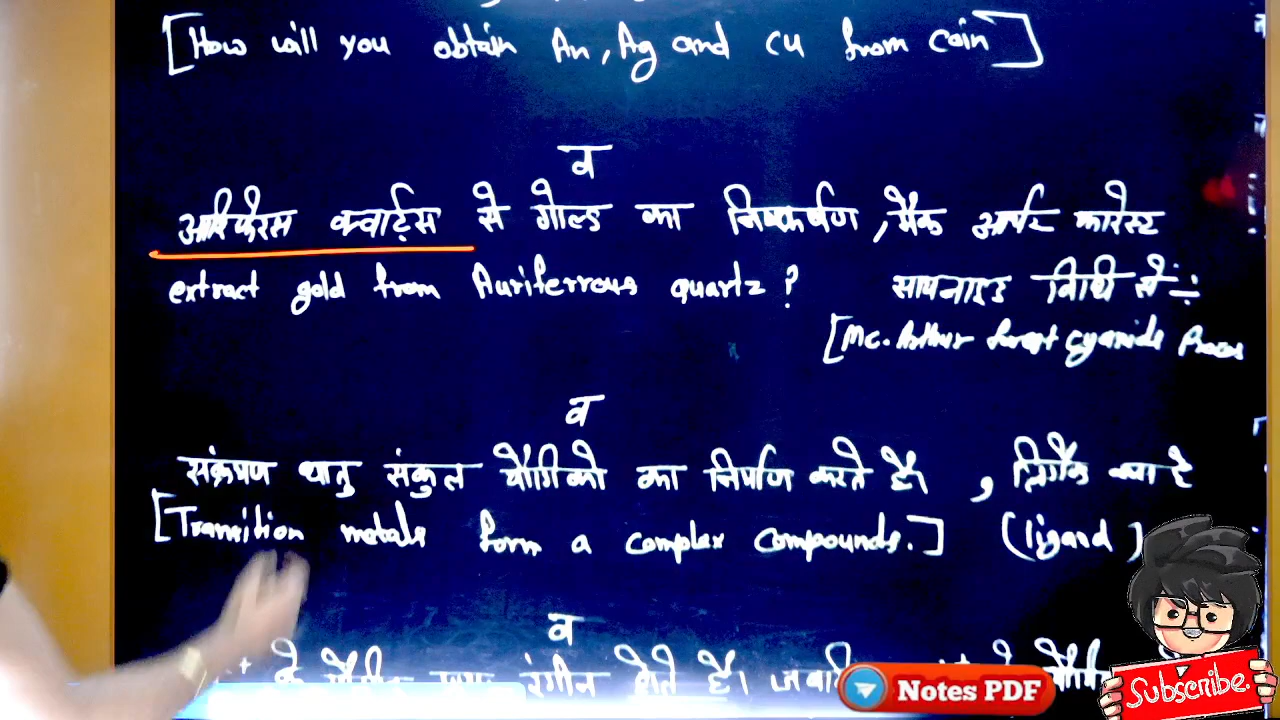 [How will you obtain An, Ag and Cu from coin]
व
आरिफेरस क्वार्ट्स से गोल्ड का निष्कर्षण, मैक आर्थर फारेस्ट
extract gold from Auriferrous quartz? सायनाइड विधि से :-
[Mc. Arthur forest cyanide Process
व
संक्रमण धातु संकुल यौगिको का निर्माण करते है। , लिगैंड क्या है
[Transition metals form a complex compounds.] (ligand)
व
के यौगिक रंगीन होते है। जबकि
Notes PDF
Subscribe.